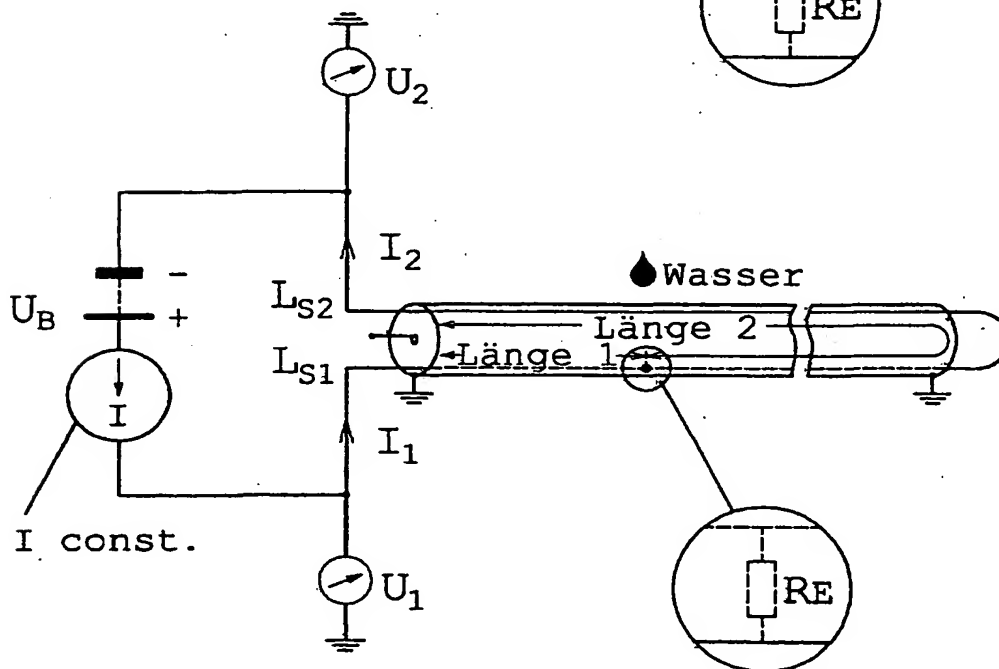 RE
U2
I2
Wasser
LS2
UB
-
+
Länge 2
Länge 1
LS1
I
I1
I const.
U1
RE